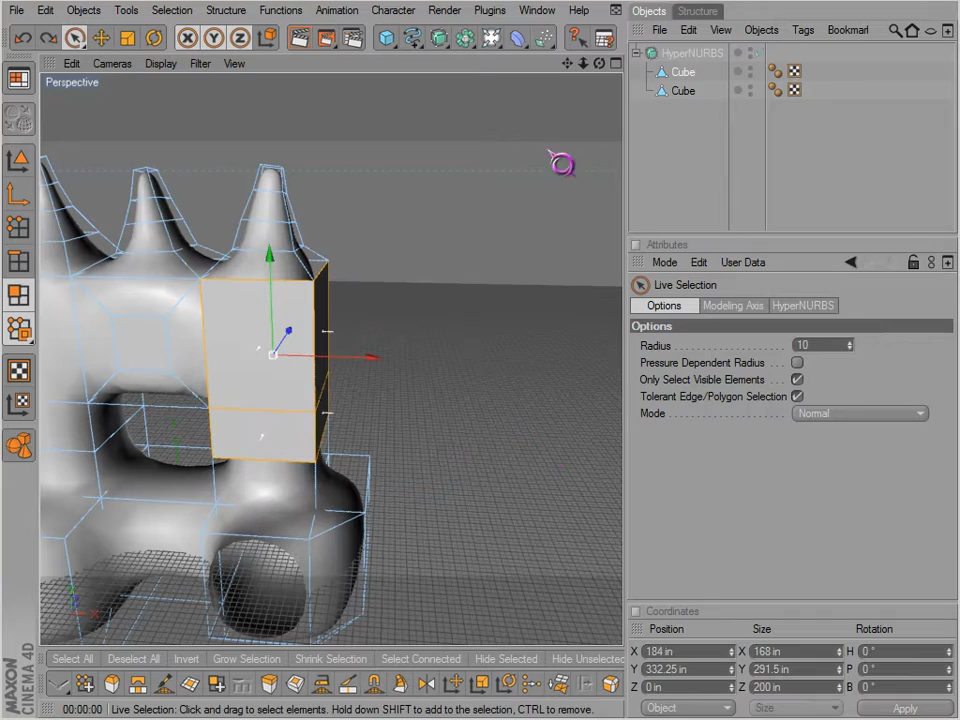 File Edit Objects Tools Selection Structure Functions Animation Character Render Plugins Window Help
Objects Structure
File Edit View Objects Tags Bookmark
Edit Cameras Display Filter View
Perspective
HyperNURBS
Cube
Cube
Attributes
Mode Edit User Data
Live Selection
Options Modeling Axis HyperNURBS
Options
Radius 10
Pressure Dependent Radius
Only Select Visible Elements
Tolerant Edge/Polygon Selection
Mode Normal
Coordinates
Position Size Rotation
X 184 in X 168 in H 0 °
Y 332.25 in Y 291.5 in P 0 °
Z 0 in Z 200 in B 0 °
Object Size Apply
Select All Deselect All Invert Grow Selection Shrink Selection Select Connected Hide Selected Hide Unselected
00:00:00 Live Selection: Click and drag to select elements. Hold down SHIFT to add to the selection, CTRL to remove.
MAXON
CINEMA 4D